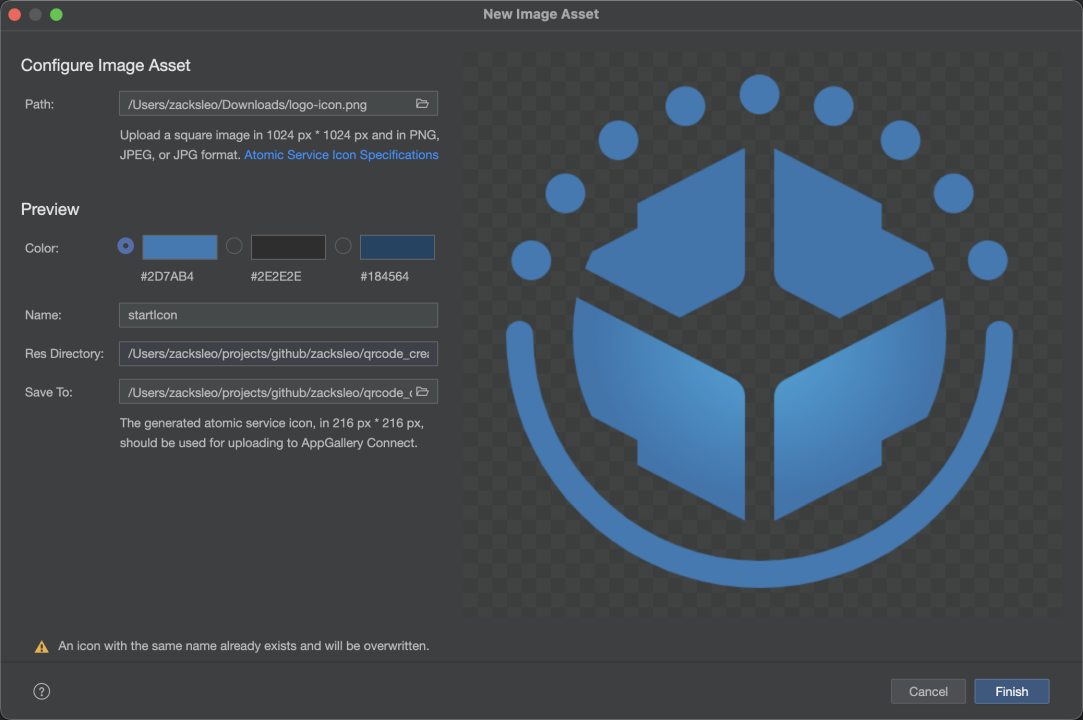 New Image Asset
Configure Image Asset
Path:
/Users/zacksleo/Downloads/logo-icon.png
Upload a square image in 1024 px * 1024 px and in PNG,
JPEG, or JPG format. Atomic Service Icon Specifications
Preview
Color:
#2D7AB4
#2E2E2E
#184564
Name:
startIcon
Res Directory:
/Users/zacksleo/projects/github/zacksleo/qrcode_crea
Save To:
/Users/zacksleo/projects/github/zacksleo/qrcode_c
The generated atomic service icon, in 216 px * 216 px,
should be used for uploading to AppGallery Connect.
An icon with the same name already exists and will be overwritten.
?
Cancel
Finish